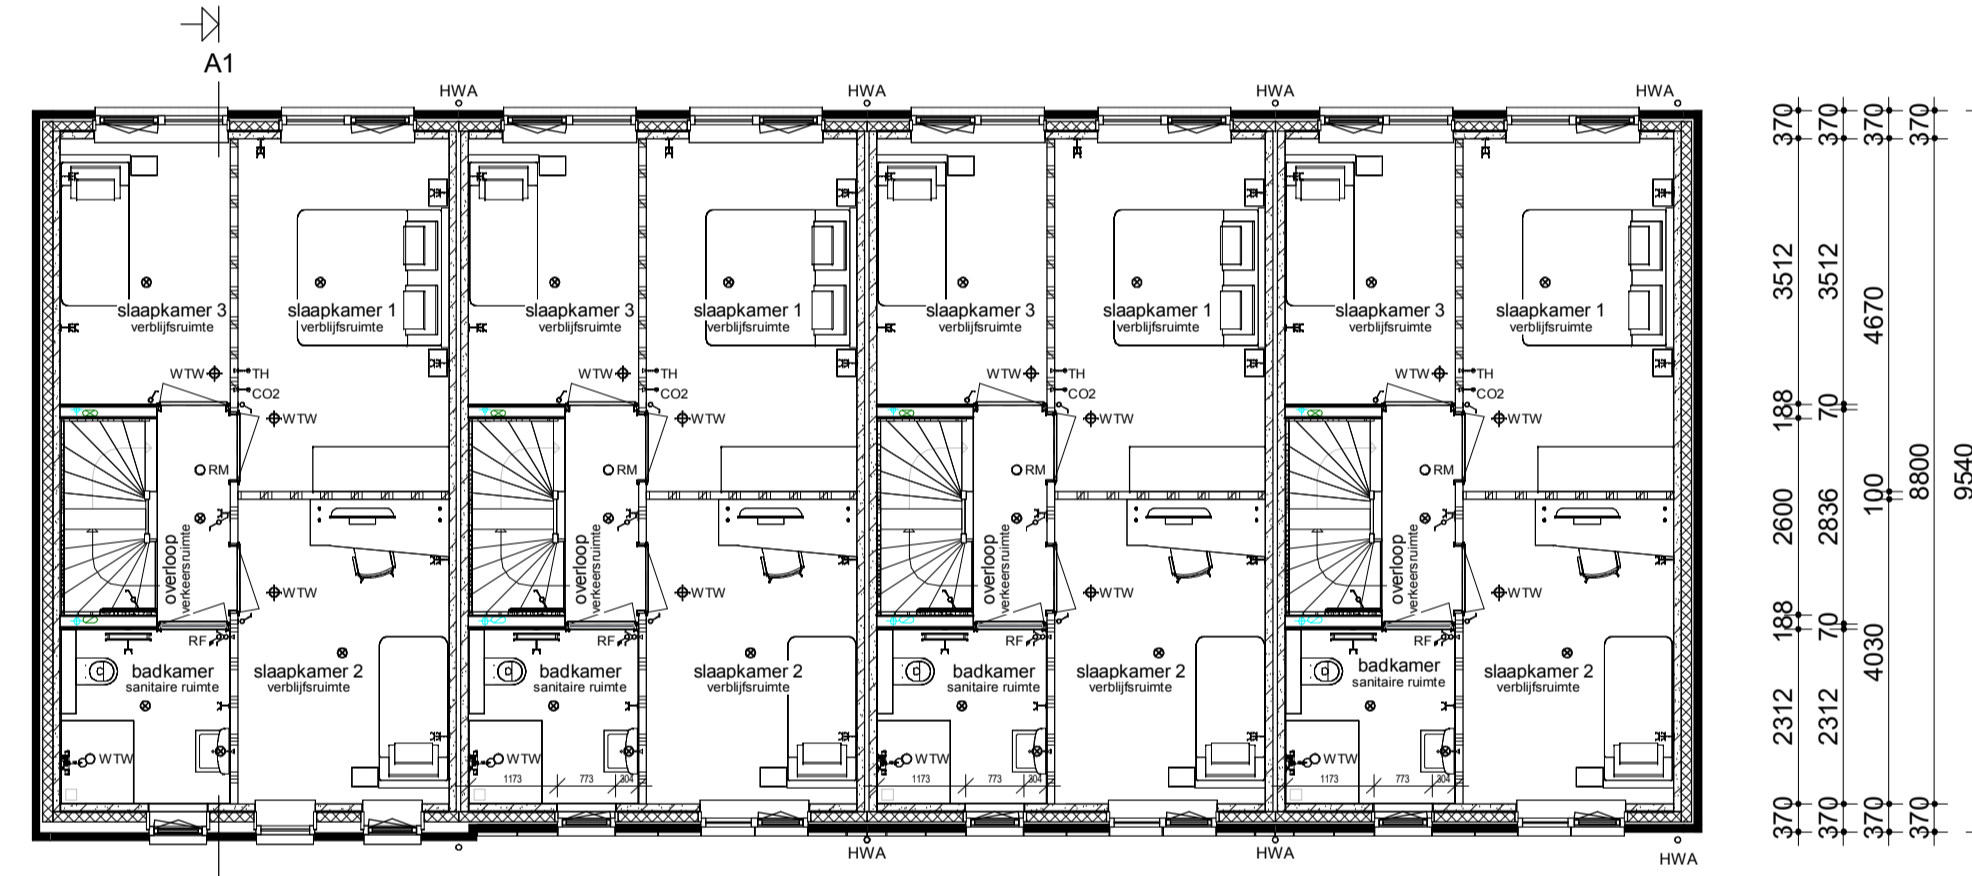 A1
HWA HWA HWA HWA
slaapkamer 3 slaapkamer 1 slaapkamer 3 slaapkamer 1 slaapkamer 3 slaapkamer 1 slaapkamer 3 slaapkamer 1
verblijfsruimte verblijfsruimte verblijfsruimte verblijfsruimte verblijfsruimte verblijfsruimte verblijfsruimte verblijfsruimte
WTW TH WTW TH WTW TH WTW TH
CO2 CO2 CO2 CO2
WTW WTW WTW WTW
RM RM RM RM
overloop overloop overloop overloop
verkeersruimte verkeersruimte verkeersruimte verkeersruimte
WTW WTW WTW WTW
RF RF RF RF
badkamer slaapkamer 2 badkamer slaapkamer 2 badkamer slaapkamer 2 badkamer slaapkamer 2
sanitaire ruimte verblijfsruimte sanitaire ruimte verblijfsruimte sanitaire ruimte verblijfsruimte sanitaire ruimte verblijfsruimte
WTW WTW WTW WTW
1173 773 304 1173 773 304 1173 773 304
HWA HWA HWA
370 3512 188 2600 188 2312 370
370 3512 70 2836 70 2312 370
370 4670 100 4030 370
370 8800 370
9540